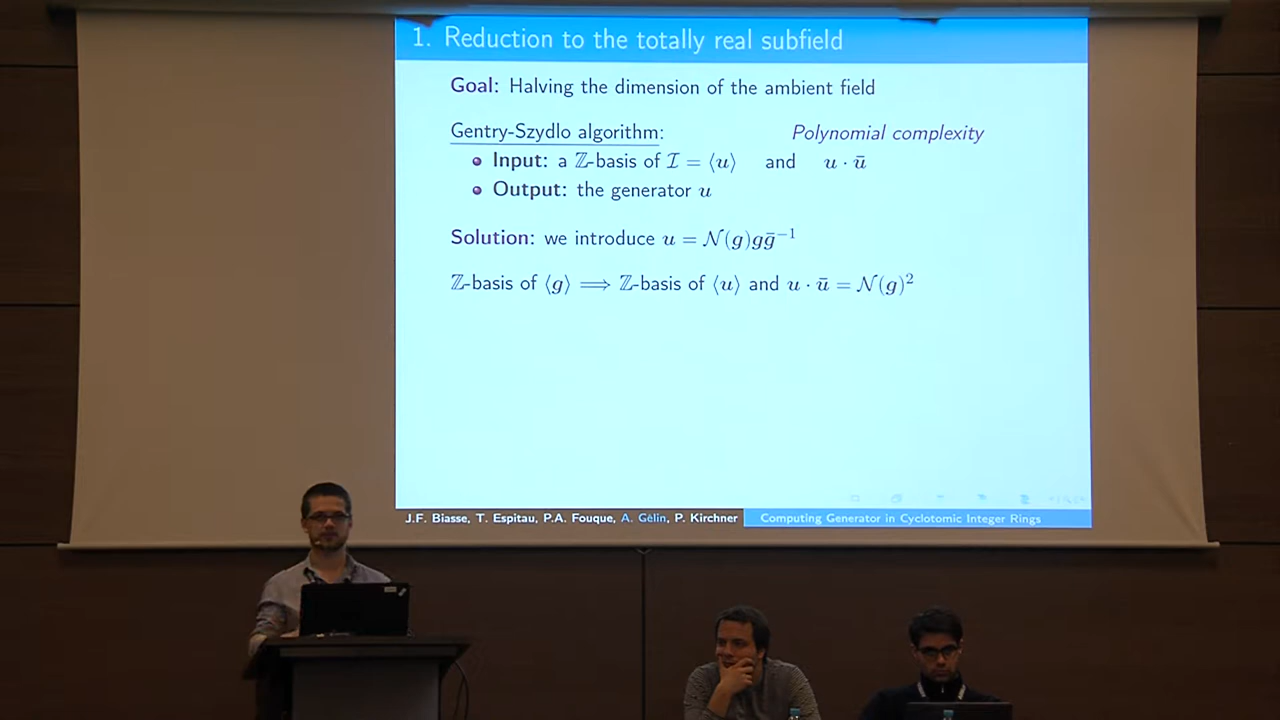 1. Reduction to the totally real subfield
Goal: Halving the dimension of the ambient field
Gentry-Szydlo algorithm: Polynomial complexity
Input: a ℤ-basis of ℐ = ⟨u⟩ and u · ū
Output: the generator u
Solution: we introduce u = 𝒩(g)gḡ⁻¹
ℤ-basis of ⟨g⟩ ⟹ ℤ-basis of ⟨u⟩ and u · ū = 𝒩(g)²
J.F. Biasse, T. Espitau, P.A. Fouque, A. Gélin, P. Kirchner Computing Generator in Cyclotomic Integer Rings